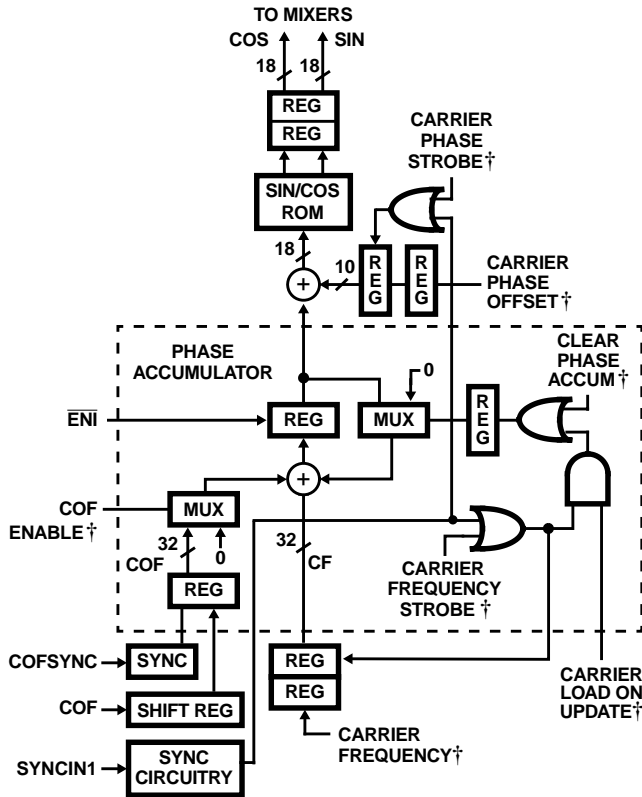 TO MIXERS
COS SIN
18 18
REG
REG
CARRIER
PHASE
STROBE†
SIN/COS
ROM
18
10
REG
REG
+
CARRIER
PHASE
OFFSET†
PHASE
ACCUMULATOR
CLEAR
PHASE
ACCUM†
0
REG
ENI
REG
MUX
+
COF
ENABLE†
MUX
32
COF
0
32
CF
REG
CARRIER
FREQUENCY
STROBE†
COFSYNC
SYNC
REG
REG
COF
SHIFT REG
CARRIER
LOAD ON
UPDATE†
CARRIER
FREQUENCY†
SYNCIN1
SYNC
CIRCUITRY